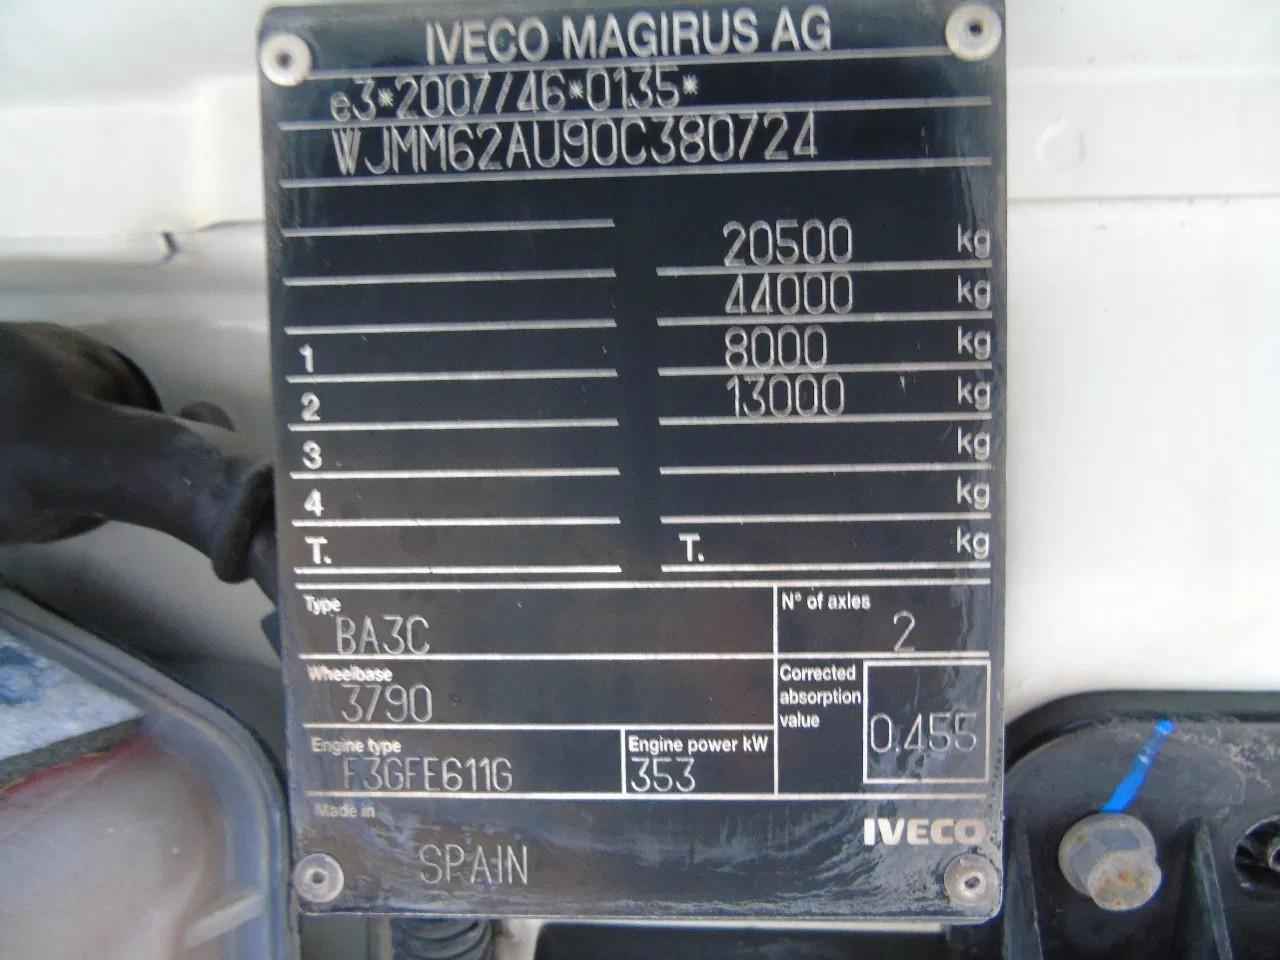 IVECO MAGIRUS AG
e3*2007/46*0135*
WJMM62AU90C380724
20500 kg
44000 kg
1 8000 kg
2 13000 kg
3 kg
4 kg
T. T. kg
Type
BA3C
N° of axles
2
Wheelbase
3790
Corrected
absorption
value
0.455
Engine type
F3GFE611G
Engine power kW
353
Made in
SPAIN
IVECO